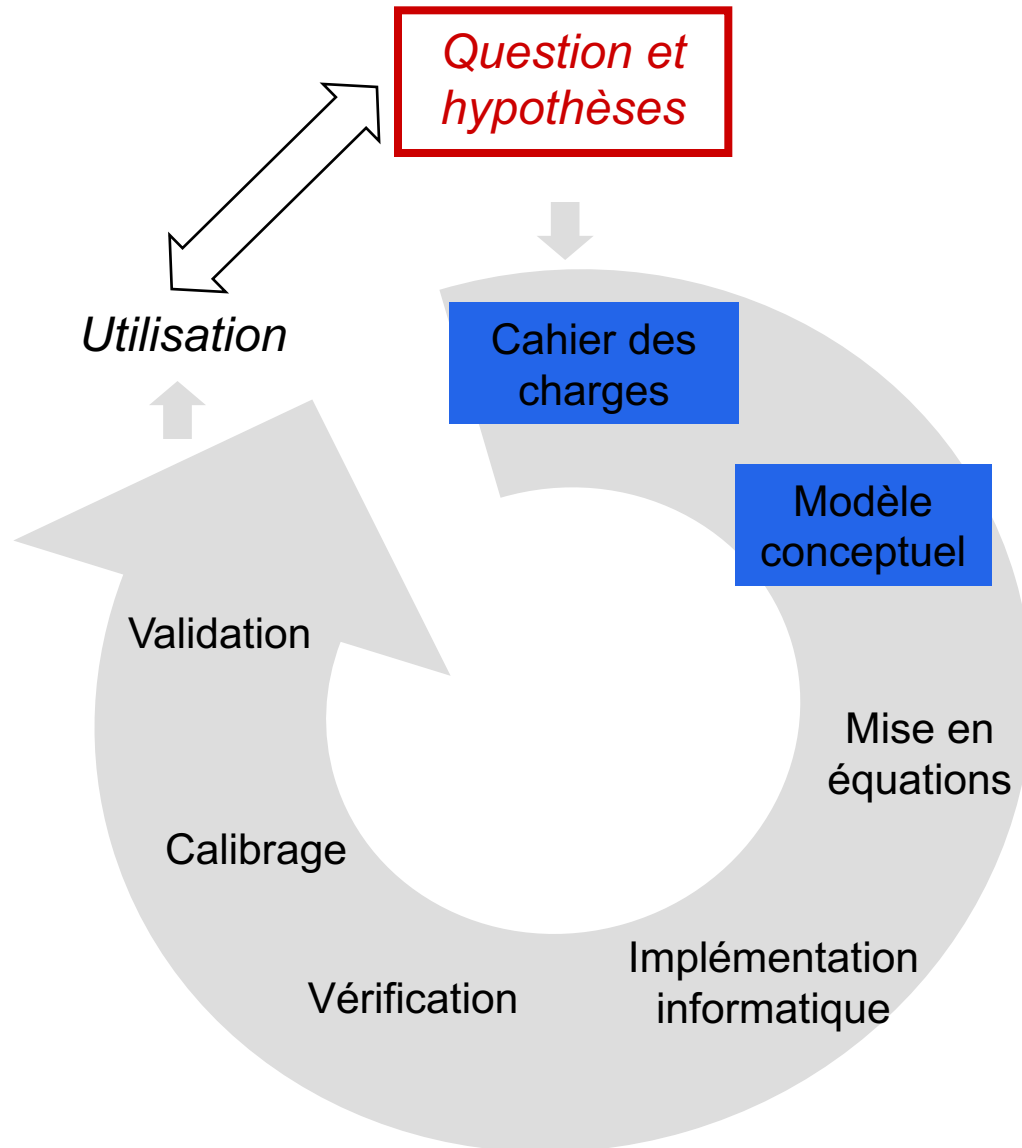 Question et
hypothèses
Utilisation
Cahier des
charges
Modèle
conceptuel
Mise en
équations
Implémentation
informatique
Vérification
Calibrage
Validation